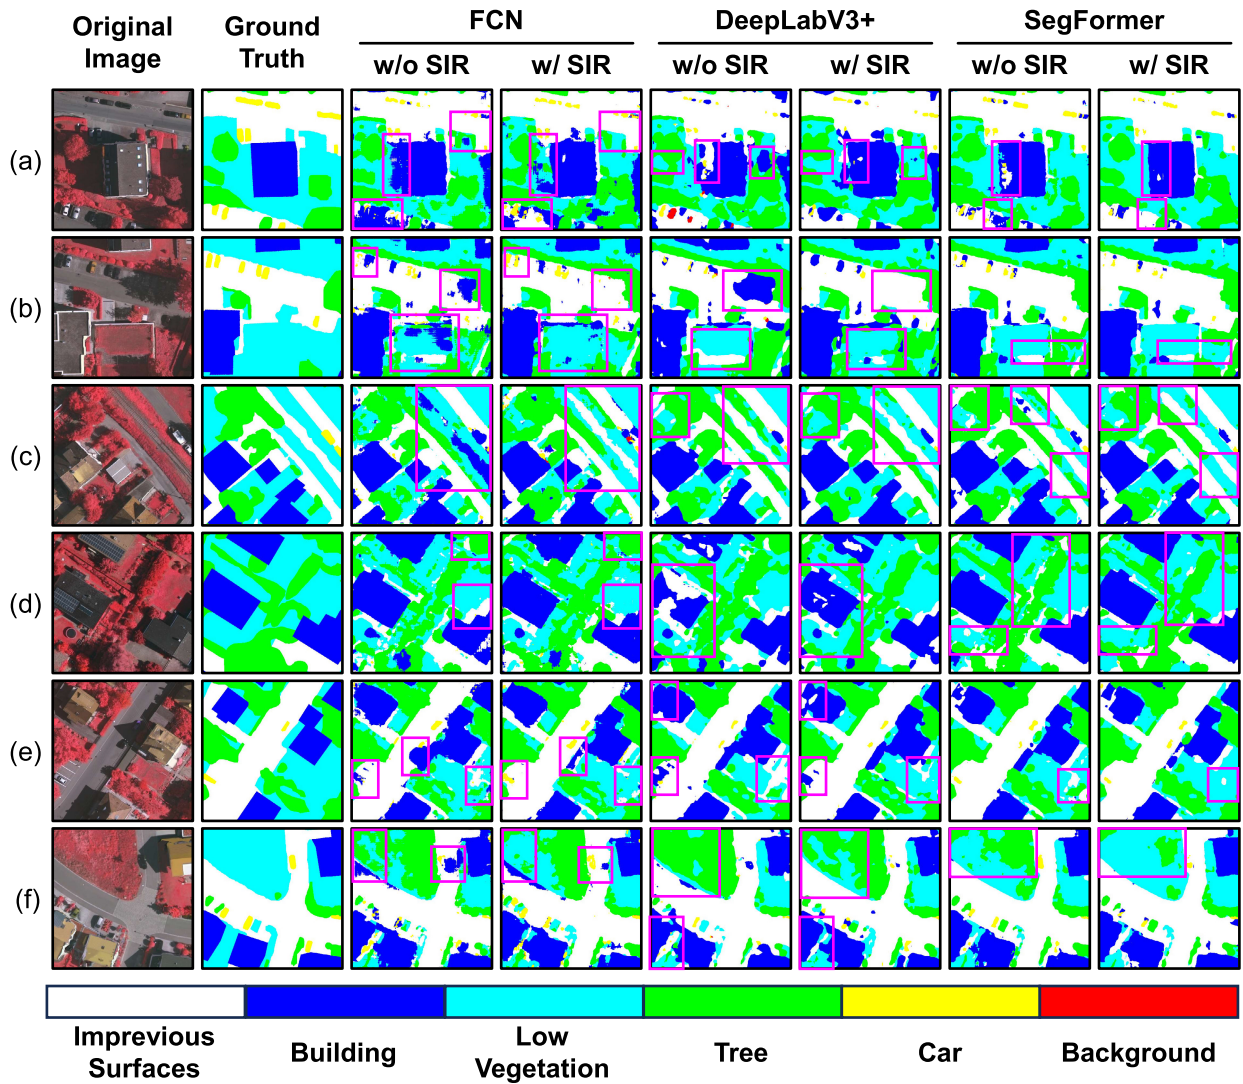 Original Image
Ground Truth
FCN
DeepLabV3+
SegFormer
w/o SIR
w/ SIR
w/o SIR
w/ SIR
w/o SIR
w/ SIR
(a)
(b)
(c)
(d)
(e)
(f)
Imprevious Surfaces
Building
Low Vegetation
Tree
Car
Background